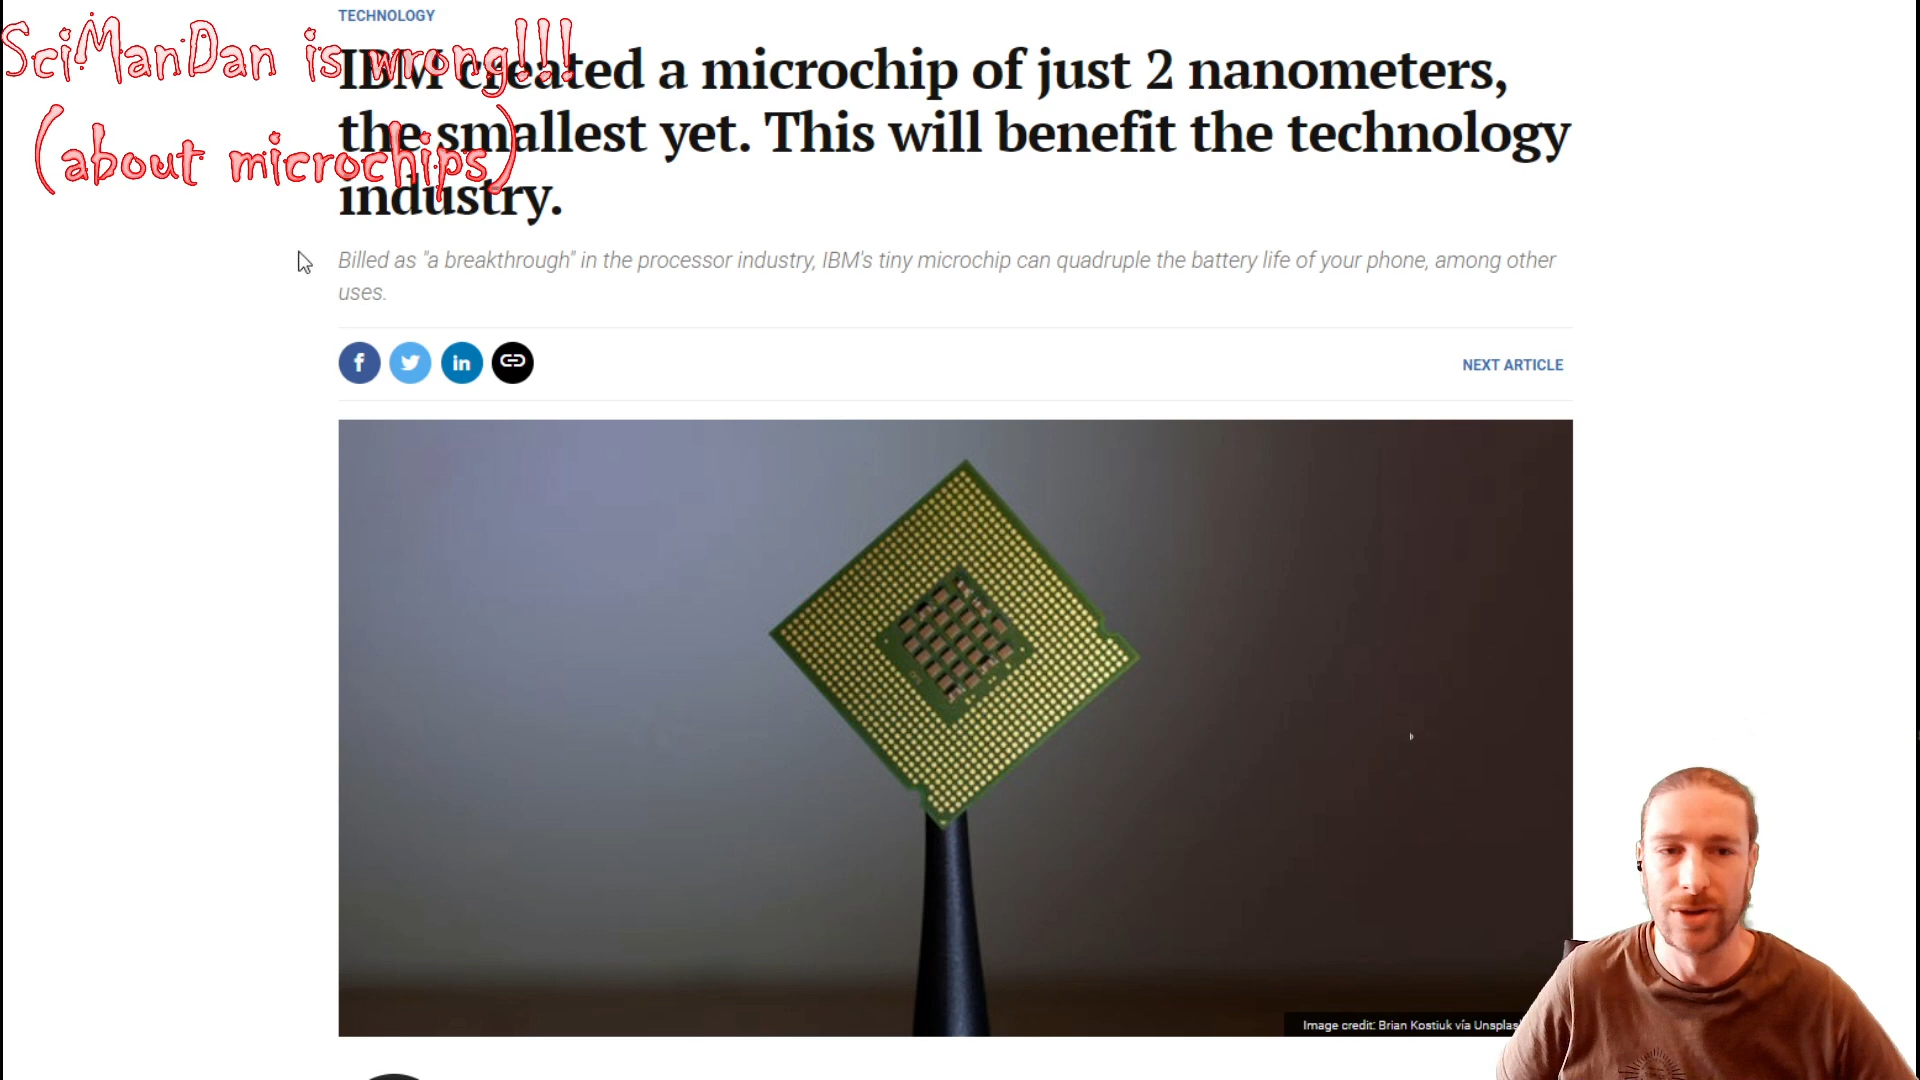 TECHNOLOGY
SciManDan is wrong!!!
(about microchips)
IBM created a microchip of just 2 nanometers,
the smallest yet. This will benefit the technology
industry.
Billed as "a breakthrough" in the processor industry, IBM's tiny microchip can quadruple the battery life of your phone, among other
uses.
f
in
NEXT ARTICLE
Image credit: Brian Kostiuk vía Unsplas